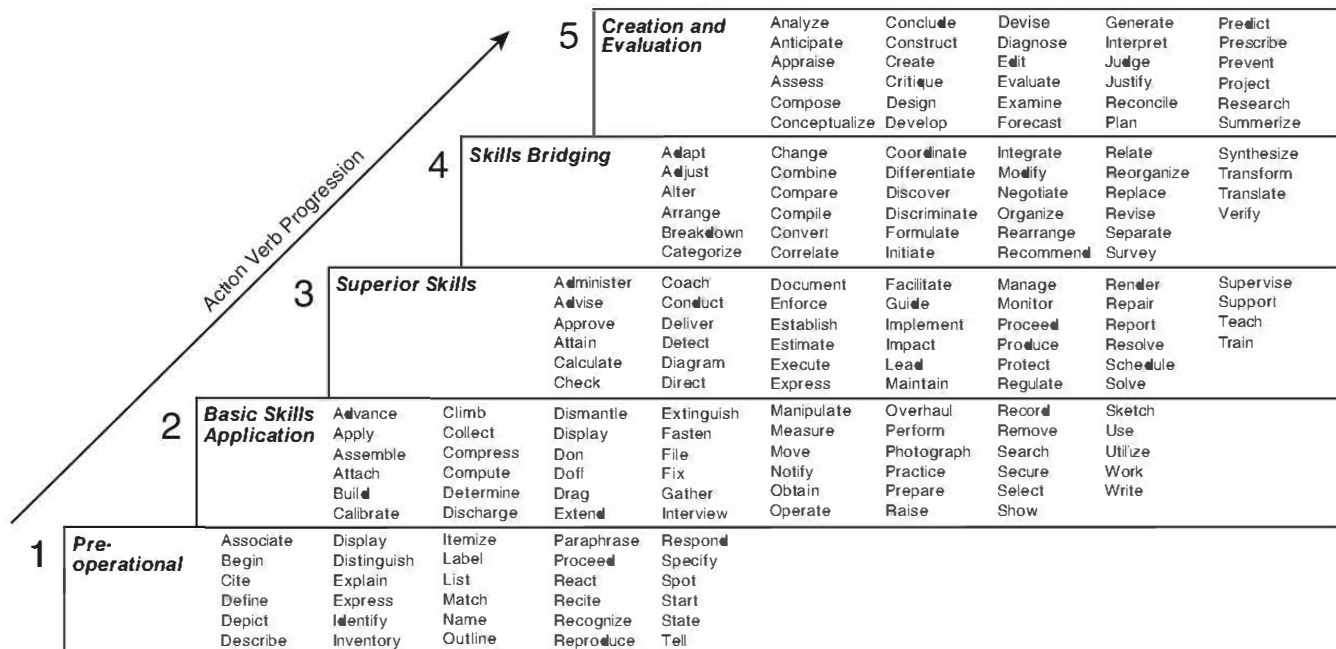 5 Creation and Analyze Conclude Devise Generate Predict
Evaluation Anticipate Construct Diagnose Interpret Prescribe
Appraise Create Edit Judge Prevent
Assess Critique Evaluate Justify Project
Compose Design Examine Reconcile Research
Conceptualize Develop Forecast Plan Summerize
4 Skills Bridging Adapt Change Coordinate Integrate Relate Synthesize
Adjust Combine Differentiate Modify Reorganize Transform
Alter Compare Discover Negotiate Replace Translate
Arrange Compile Discriminate Organize Revise Verify
Breakdown Convert Formulate Rearrange Separate
Categorize Correlate Initiate Recommend Survey
Action Verb Progression
3 Superior Skills Administer Coach Document Facilitate Manage Render Supervise
Advise Conduct Enforce Guide Monitor Repair Support
Approve Deliver Establish Implement Proceed Report Teach
Attain Detect Estimate Impact Produce Resolve Train
Calculate Diagram Execute Lead Protect Schedule
Check Direct Express Maintain Regulate Solve
2 Basic Skills Advance Climb Dismantle Extinguish Manipulate Overhaul Record Sketch
Application Apply Collect Display Fasten Measure Perform Remove Use
Assemble Compress Don File Move Photograph Search Utilize
Attach Compute Doff Fix Notify Practice Secure Work
Build Determine Drag Gather Obtain Prepare Select Write
Calibrate Discharge Extend Interview Operate Raise Show
1 Pre- Associate Display Itemize Paraphrase Respond
operational Begin Distinguish Label Proceed Specify
Cite Explain List React Spot
Define Express Match Recite Start
Depict Identify Name Recognize State
Describe Inventory Outline Reproduce Tell